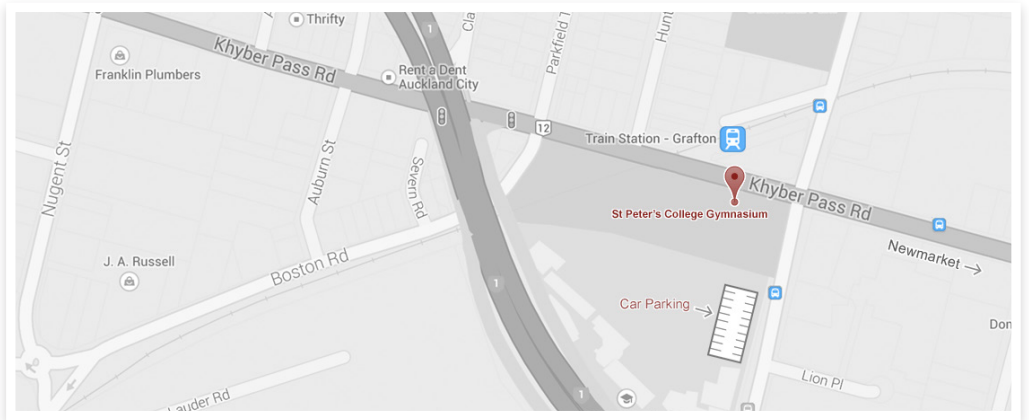 Thrifty
1
Khyber Pass Rd
Franklin Plumbers
Rent a Dent
Auckland City
12
Train Station - Grafton
Nugent St
Auburn St
Severn Rd
Khyber Pass Rd
St Peter's College Gymnasium
Newmarket
J. A. Russell
Boston Rd
1
Car Parking
Lion Pl
1
Lauder Rd